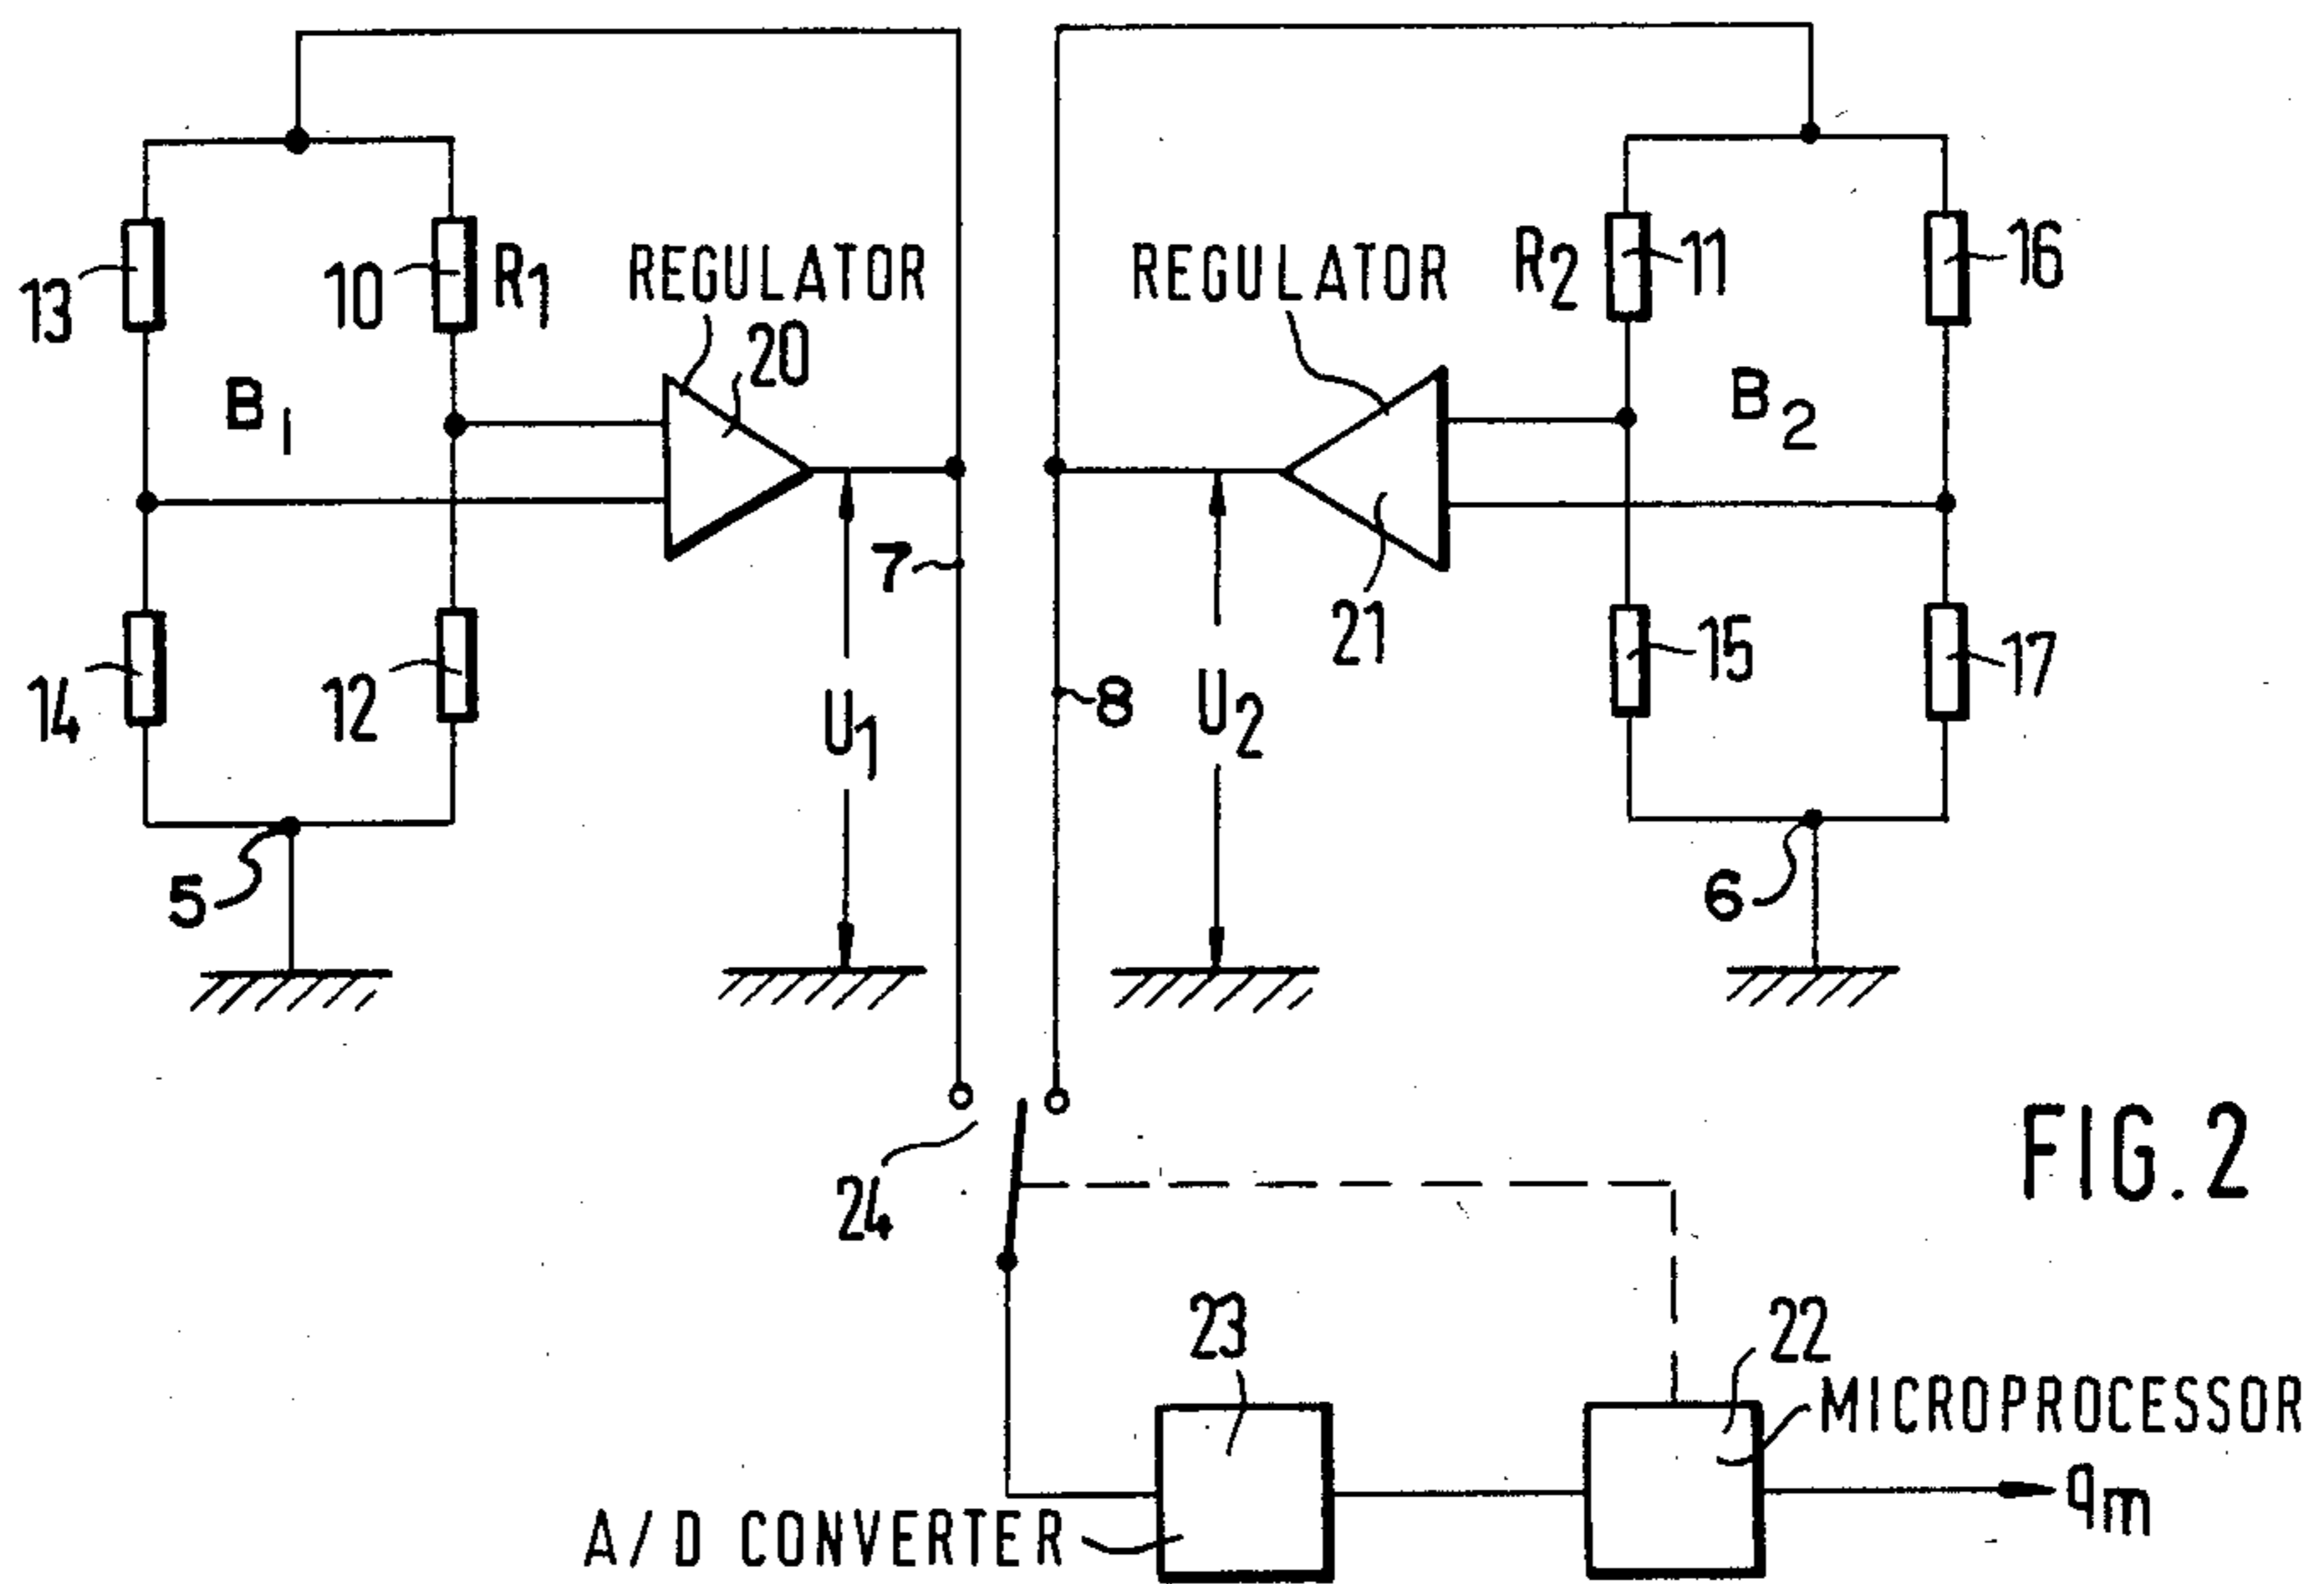 REGULATOR
REGULATOR
13
10
R1
20
R2
11
16
B1
B2
7
21
14
12
U1
8
U2
15
17
5
6
24
FIG. 2
23
22
MICROPROCESSOR
A/D CONVERTER
qm